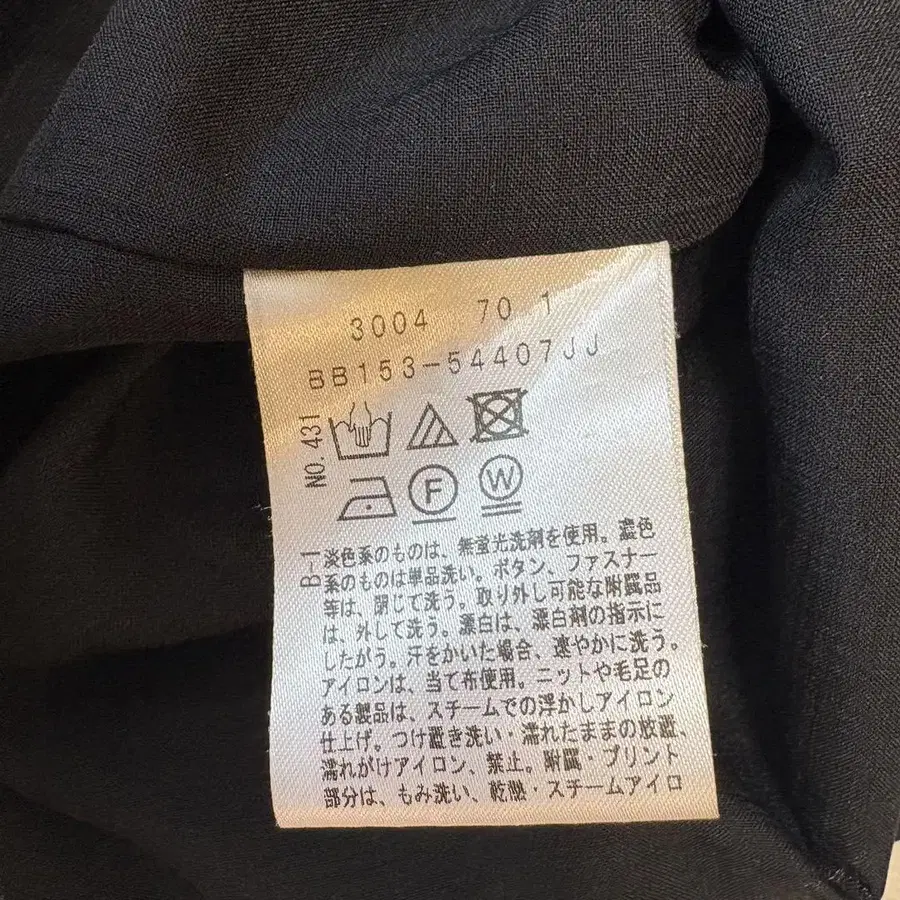 3004 70 1
BB153-54407JJ
NO. 431
F
W
B-1
淡色系のものは、無蛍光洗剤を使用。濃色
系のものは単品洗い。ボタン、ファスナー
等は、閉じて洗う。取り外し可能な附属品
は、外して洗う。漂白は、漂白剤の指示に
したがう。汗をかいた場合、速やかに洗う。
アイロンは、当て布使用。ニットや毛足の
ある製品は、スチームでの浮かしアイロン
仕上げ。つけ置き洗い・濡れたままの放置、
濡れがけアイロン、禁止。附属・プリント
部分は、もみ洗い、乾熱・スチームアイロ